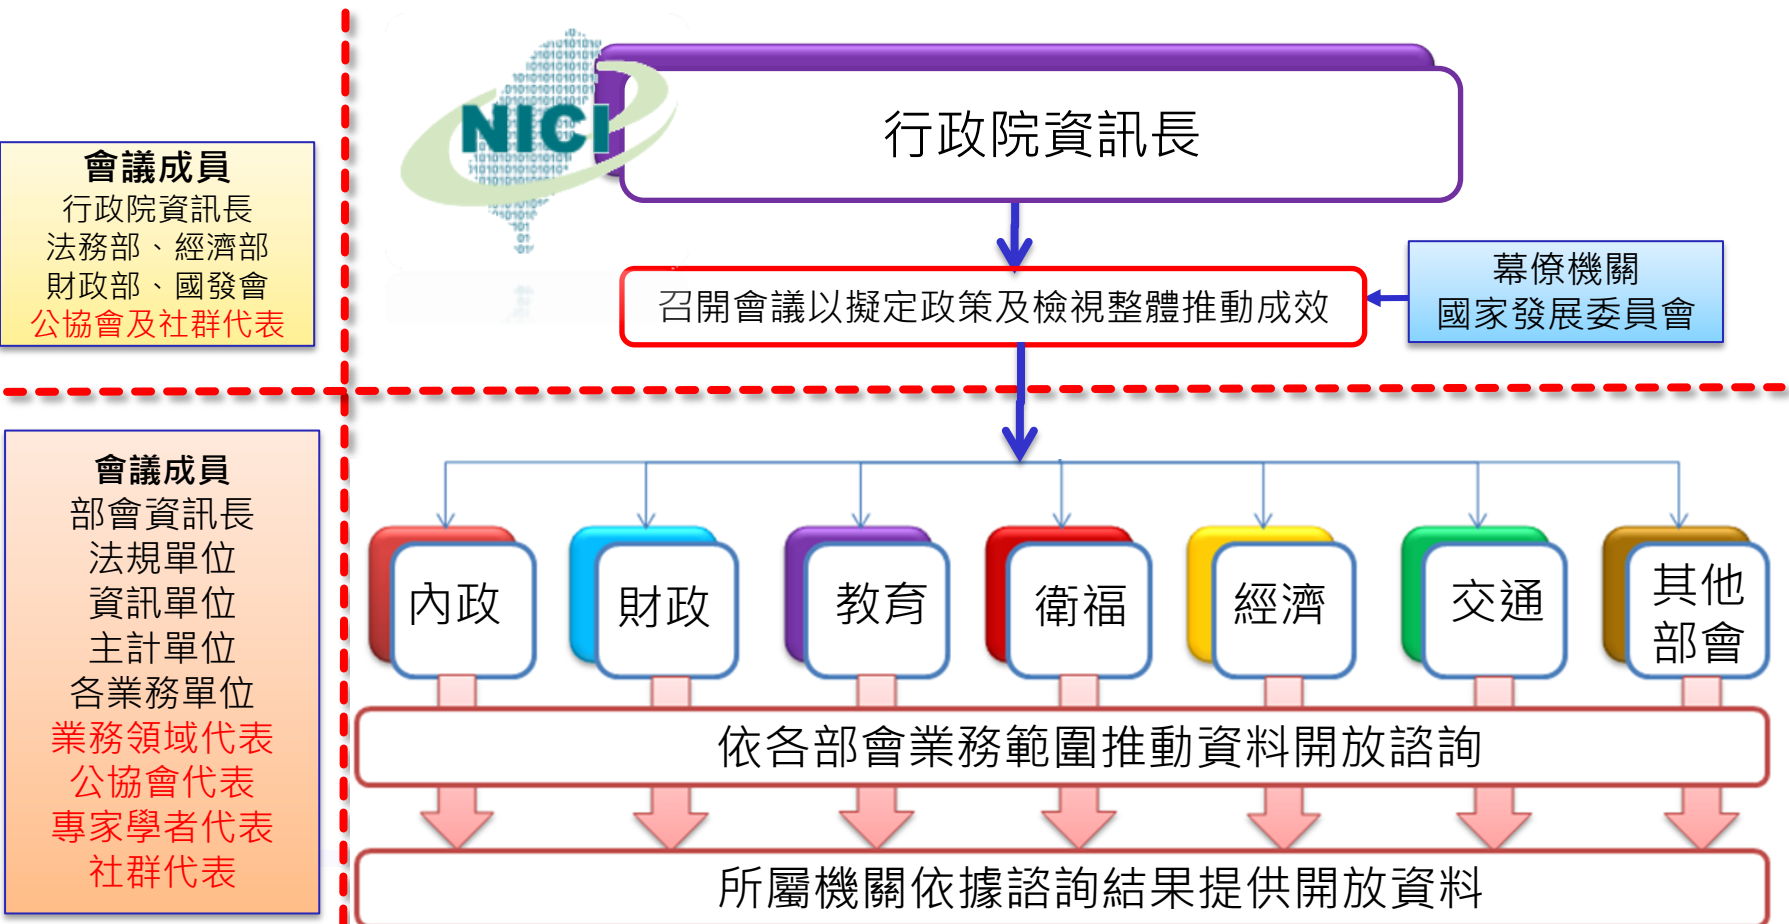 NICI
行政院資訊長
會議成員
行政院資訊長
法務部、經濟部
財政部、國發會
公協會及社群代表
召開會議以擬定政策及檢視整體推動成效
幕僚機關
國家發展委員會
會議成員
部會資訊長
法規單位
資訊單位
主計單位
各業務單位
業務領域代表
公協會代表
專家學者代表
社群代表
內政
財政
教育
衛福
經濟
交通
其他
部會
依各部會業務範圍推動資料開放諮詢
所屬機關依據諮詢結果提供開放資料